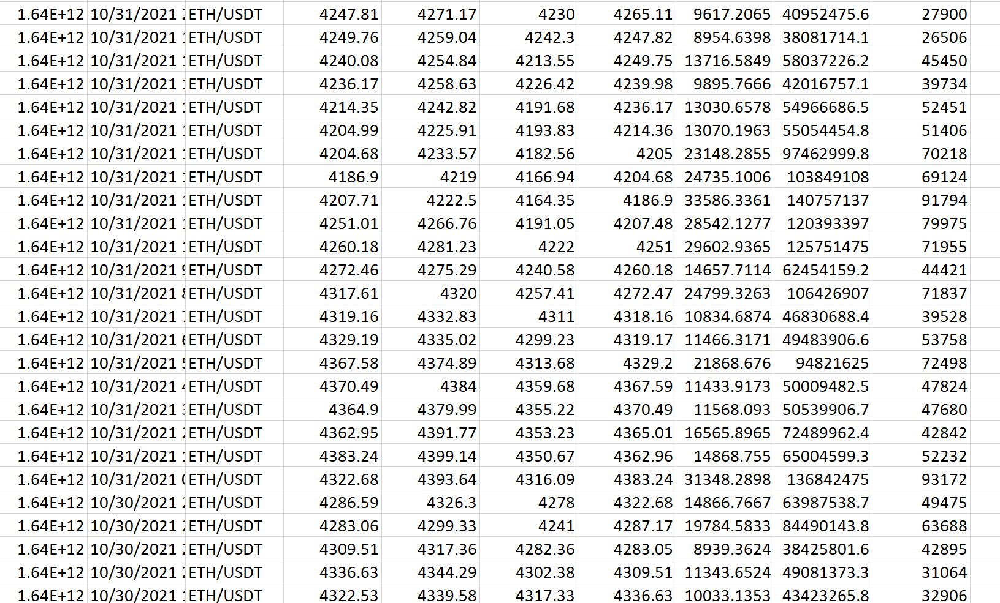 1.64E+12 10/31/2021 2 ETH/USDT 4247.81 4271.17 4230 4265.11 9617.2065 40952475.6 27900
1.64E+12 10/31/2021 1 ETH/USDT 4249.76 4259.04 4242.3 4247.82 8954.6398 38081714.1 26506
1.64E+12 10/31/2021 1 ETH/USDT 4240.08 4254.84 4213.55 4249.75 13716.5849 58037226.2 45450
1.64E+12 10/31/2021 1 ETH/USDT 4236.17 4258.63 4226.42 4239.98 9895.7666 42016757.1 39734
1.64E+12 10/31/2021 1 ETH/USDT 4214.35 4242.82 4191.68 4236.17 13030.6578 54966686.5 52451
1.64E+12 10/31/2021 1 ETH/USDT 4204.99 4225.91 4193.83 4214.36 13070.1963 55054454.8 51406
1.64E+12 10/31/2021 1 ETH/USDT 4204.68 4233.57 4182.56 4205 23148.2855 97462999.8 70218
1.64E+12 10/31/2021 1 ETH/USDT 4186.9 4219 4166.94 4204.68 24735.1006 103849108 69124
1.64E+12 10/31/2021 1 ETH/USDT 4207.71 4222.5 4164.35 4186.9 33586.3361 140757137 91794
1.64E+12 10/31/2021 1 ETH/USDT 4251.01 4266.76 4191.05 4207.48 28542.1277 120393397 79975
1.64E+12 10/31/2021 1 ETH/USDT 4260.18 4281.23 4222 4251 29602.9365 125751475 71955
1.64E+12 10/31/2021 9 ETH/USDT 4272.46 4275.29 4240.58 4260.18 14657.7114 62454159.2 44421
1.64E+12 10/31/2021 8 ETH/USDT 4317.61 4320 4257.41 4272.47 24799.3263 106426907 71837
1.64E+12 10/31/2021 7 ETH/USDT 4319.16 4332.83 4311 4318.16 10834.6874 46830688.4 39528
1.64E+12 10/31/2021 6 ETH/USDT 4329.19 4335.02 4299.23 4319.17 11466.3171 49483906.6 53758
1.64E+12 10/31/2021 5 ETH/USDT 4367.58 4374.89 4313.68 4329.2 21868.676 94821625 72498
1.64E+12 10/31/2021 4 ETH/USDT 4370.49 4384 4359.68 4367.59 11433.9173 50009482.5 47824
1.64E+12 10/31/2021 3 ETH/USDT 4364.9 4379.99 4355.22 4370.49 11568.093 50539906.7 47680
1.64E+12 10/31/2021 2 ETH/USDT 4362.95 4391.77 4353.23 4365.01 16565.8965 72489962.4 42842
1.64E+12 10/31/2021 1 ETH/USDT 4383.24 4399.14 4350.67 4362.96 14868.755 65004599.3 52232
1.64E+12 10/31/2021 0 ETH/USDT 4322.68 4393.64 4316.09 4383.24 31348.2898 136842475 93172
1.64E+12 10/30/2021 2 ETH/USDT 4286.59 4326.3 4278 4322.68 14866.7667 63987538.7 49475
1.64E+12 10/30/2021 2 ETH/USDT 4283.06 4299.33 4241 4287.17 19784.5833 84490143.8 63688
1.64E+12 10/30/2021 2 ETH/USDT 4309.51 4317.36 4282.36 4283.05 8939.3624 38425801.6 42895
1.64E+12 10/30/2021 2 ETH/USDT 4336.63 4344.29 4302.38 4309.51 11343.6524 49081373.3 31064
1.64E+12 10/30/2021 1 ETH/USDT 4322.53 4339.58 4317.33 4336.63 10033.1353 43423265.8 32906